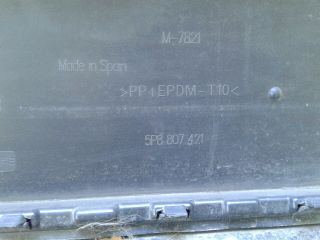 M-7821
Made in Spain
>PP+EPDM-T10<
5P8 807 421